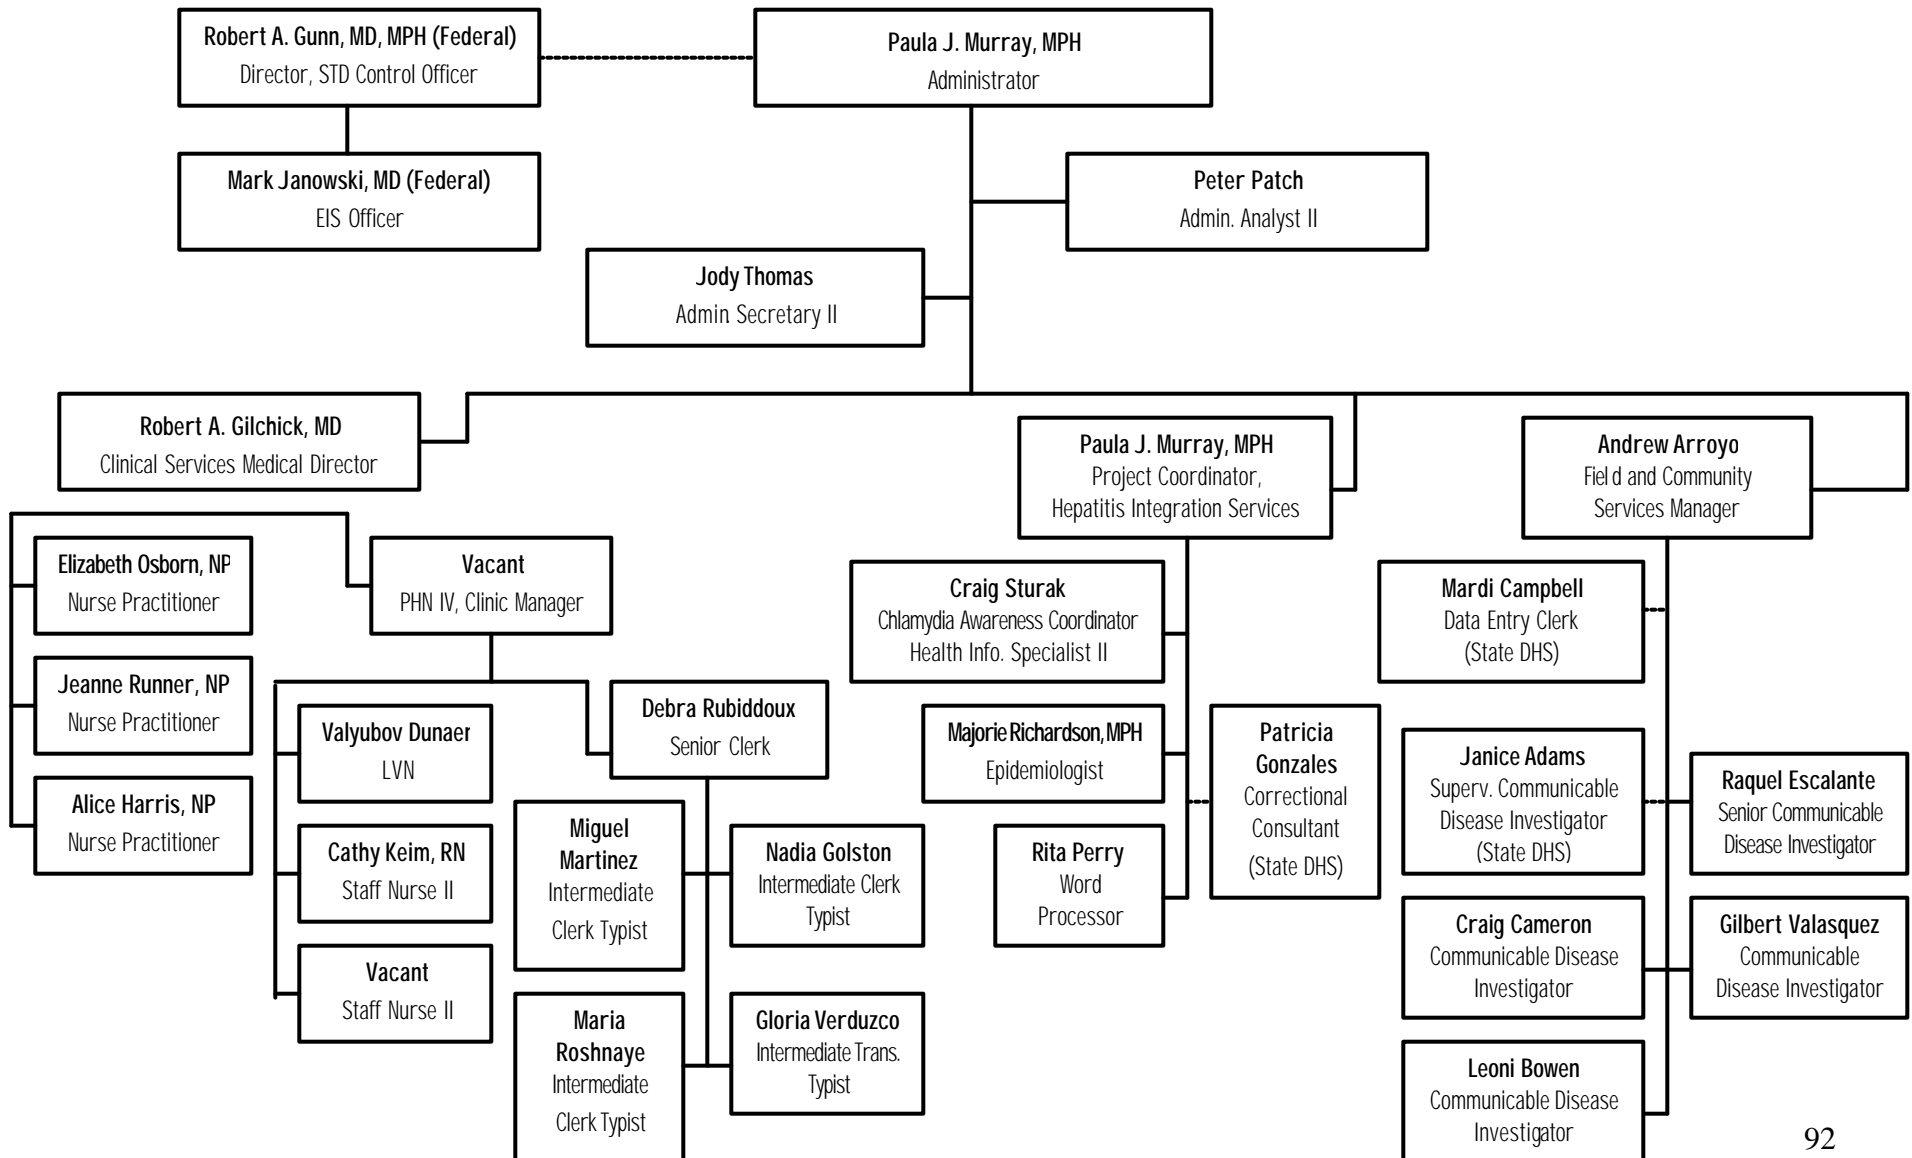 Robert A. Gunn, MD, MPH (Federal)
Director, STD Control Officer
Paula J. Murray, MPH
Administrator
Mark Janowski, MD (Federal)
EIS Officer
Peter Patch
Admin. Analyst II
Jody Thomas
Admin. Secretary II
Robert A. Gilchick, MD
Clinical Services Medical Director
Paula J. Murray, MPH
Project Coordinator,
Hepatitis Integration Services
Andrew Arroyo
Field and Community
Services Manager
Elizabeth Osborn, NP
Nurse Practitioner
Jeanne Runner, NP
Nurse Practitioner
Alice Harris, NP
Nurse Practitioner
Vacant
PHN IV, Clinic Manager
Valyubov Dunaer
LVN
Cathy Keim, RN
Staff Nurse II
Vacant
Staff Nurse II
Debra Rubiddoux
Senior Clerk
Miguel
Martinez
Intermediate
Clerk Typist
Nadia Golston
Intermediate Clerk
Typist
Maria
Roshnaye
Intermediate
Clerk Typist
Gloria Verduzco
Intermediate Trans.
Typist
Craig Sturak
Chlamydia Awareness Coordinator
Health Info. Specialist II
Majorie Richardson, MPH
Epidemiologist
Patricia
Gonzales
Correctional
Consultant
(State DHS)
Rita Perry
Word
Processor
Mardi Campbell
Data Entry Clerk
(State DHS)
Janice Adams
Superv. Communicable
Disease Investigator
(State DHS)
Raquel Escalante
Senior Communicable
Disease Investigator
Craig Cameron
Communicable Disease
Investigator
Gilbert Valasquez
Communicable
Disease Investigator
Leoni Bowen
Communicable Disease
Investigator
92